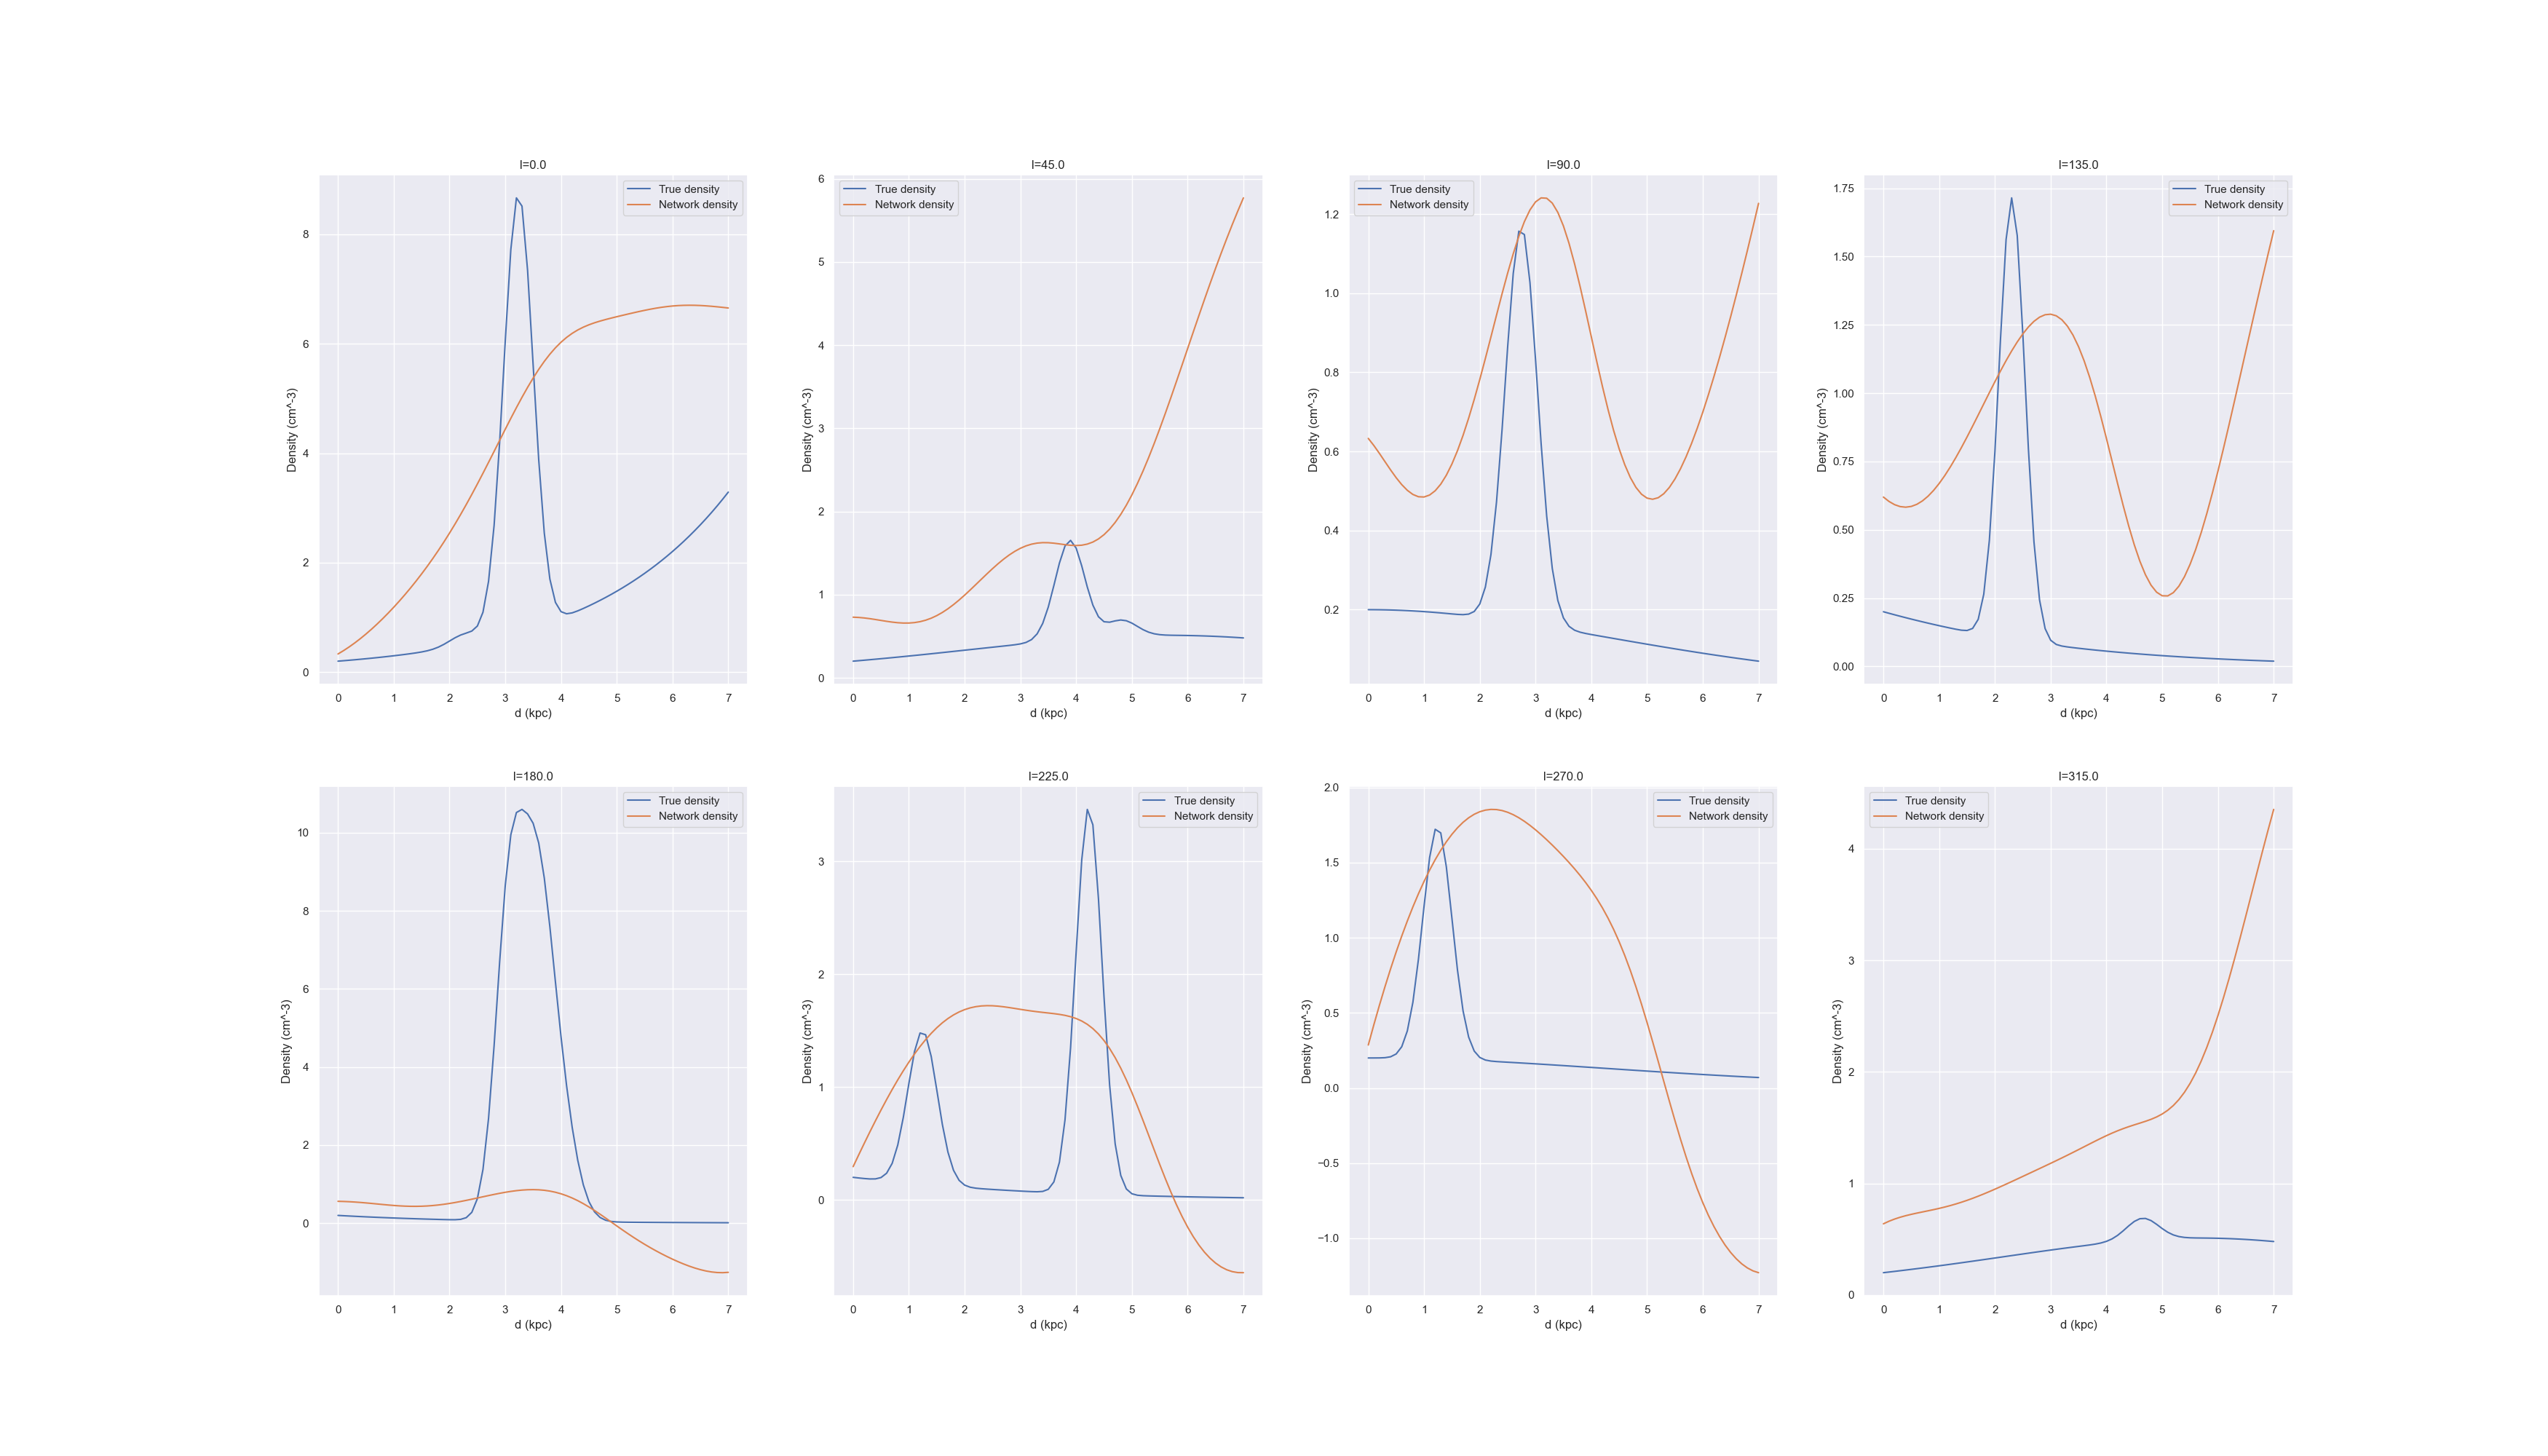 l=0.0
True density
Network density
8
6
4
2
0
Density (cm^-3)
0 1 2 3 4 5 6 7
d (kpc)
l=45.0
True density
Network density
6
5
4
3
2
1
0
Density (cm^-3)
0 1 2 3 4 5 6 7
d (kpc)
l=90.0
True density
Network density
1.2
1.0
0.8
0.6
0.4
0.2
Density (cm^-3)
0 1 2 3 4 5 6 7
d (kpc)
l=135.0
True density
Network density
1.75
1.50
1.25
1.00
0.75
0.50
0.25
0.00
Density (cm^-3)
0 1 2 3 4 5 6 7
d (kpc)
l=180.0
True density
Network density
10
8
6
4
2
0
Density (cm^-3)
0 1 2 3 4 5 6 7
d (kpc)
l=225.0
True density
Network density
3
2
1
0
Density (cm^-3)
0 1 2 3 4 5 6 7
d (kpc)
l=270.0
True density
Network density
2.0
1.5
1.0
0.5
0.0
−0.5
−1.0
Density (cm^-3)
0 1 2 3 4 5 6 7
d (kpc)
l=315.0
True density
Network density
4
3
2
1
0
Density (cm^-3)
0 1 2 3 4 5 6 7
d (kpc)